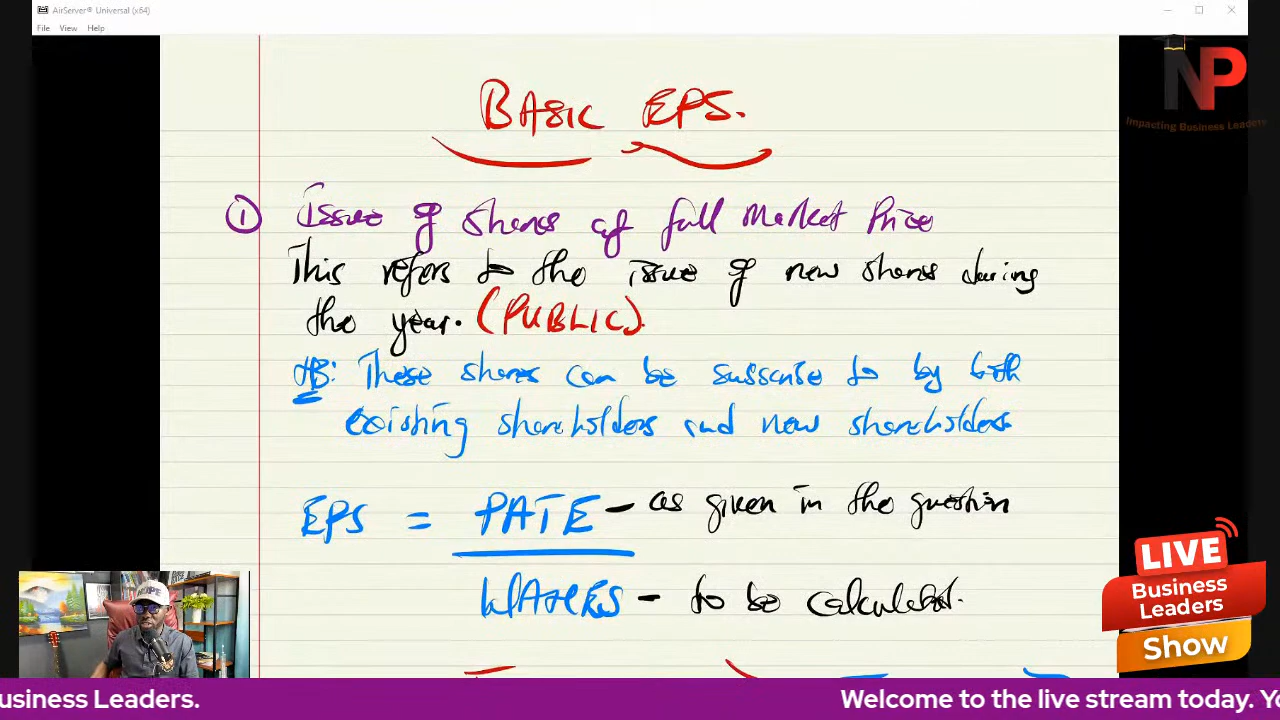 AirServer® Universal (x64)
File View Help
NP
Impacting Business Leaders
BASIC EPS.
① Issue of shares at full market Price
This refers to the issue of new shares during
the year. (PUBLIC).
NB: These shares can be subscribe to by both
existing shareholders and new shareholders.
EPS = PATE - as given in the question
- to be calculated.
HOPE
LIVE
Business
Leaders
Show
usiness Leaders.
Welcome to the live stream today. Yo